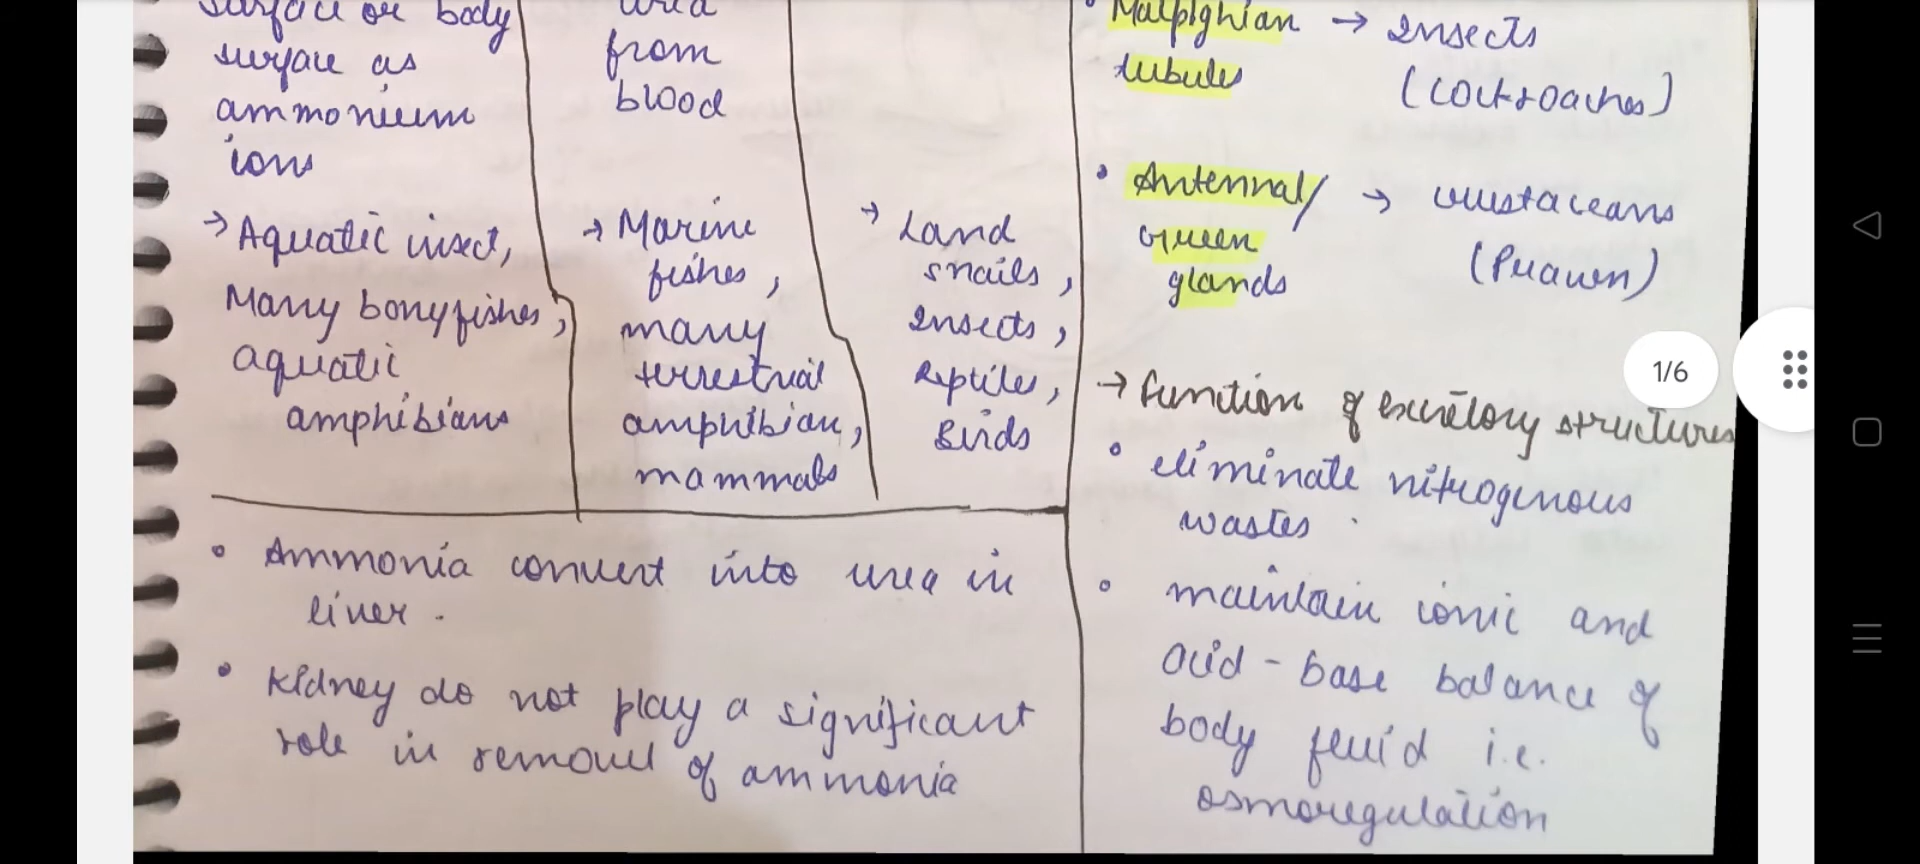 surface or body
surface as
ammonium
ions
→ Aquatic insect,
Many bony fishes,
aquatic
amphibians
urea
from
blood
→ Marine
fishes,
many
terrestrial
amphibian,
mammals
→ Land
snails,
Insects,
Reptiles,
Birds
• Ammonia convert into urea in
liver.
• Kidney do not play a significant
role in removal of ammonia
• Malpighian → Insects
tubules (Cockroaches)
• Antennal/ → crustaceans
green (Prawn)
glands
→ Function of excretory structures
• eliminate nitrogenous
wastes.
• maintain ionic and
acid-base balance of
body fluid i.e.
osmoregulation
1/6